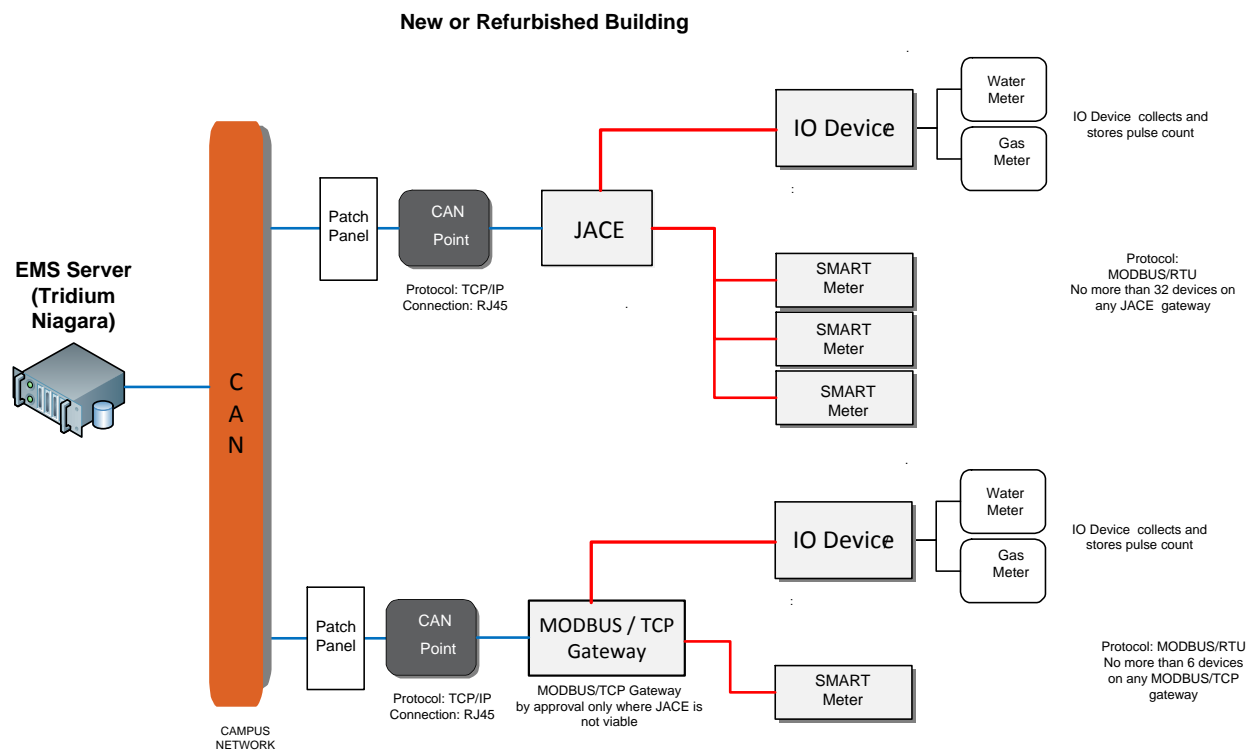 New or Refurbished Building
Water
Meter
IO Device
IO Device  collects and
stores pulse count
Gas
Meter
Patch
Panel
CAN
Point
JACE
EMS Server
(Tridium
Niagara)
Protocol: TCP/IP
Connection: RJ45
SMART
Meter
SMART
Meter
SMART
Meter
Protocol:
MODBUS/RTU
No more than 32 devices on
any JACE  gateway
C
A
N
Water
Meter
IO Device
IO Device  collects and
stores pulse count
Gas
Meter
Patch
Panel
CAN
Point
MODBUS / TCP
Gateway
Protocol: TCP/IP
Connection: RJ45
MODBUS/TCP Gateway
by approval only where JACE is
not viable
SMART
Meter
Protocol: MODBUS/RTU
No more than 6 devices
on any MODBUS/TCP
gateway
CAMPUS
NETWORK